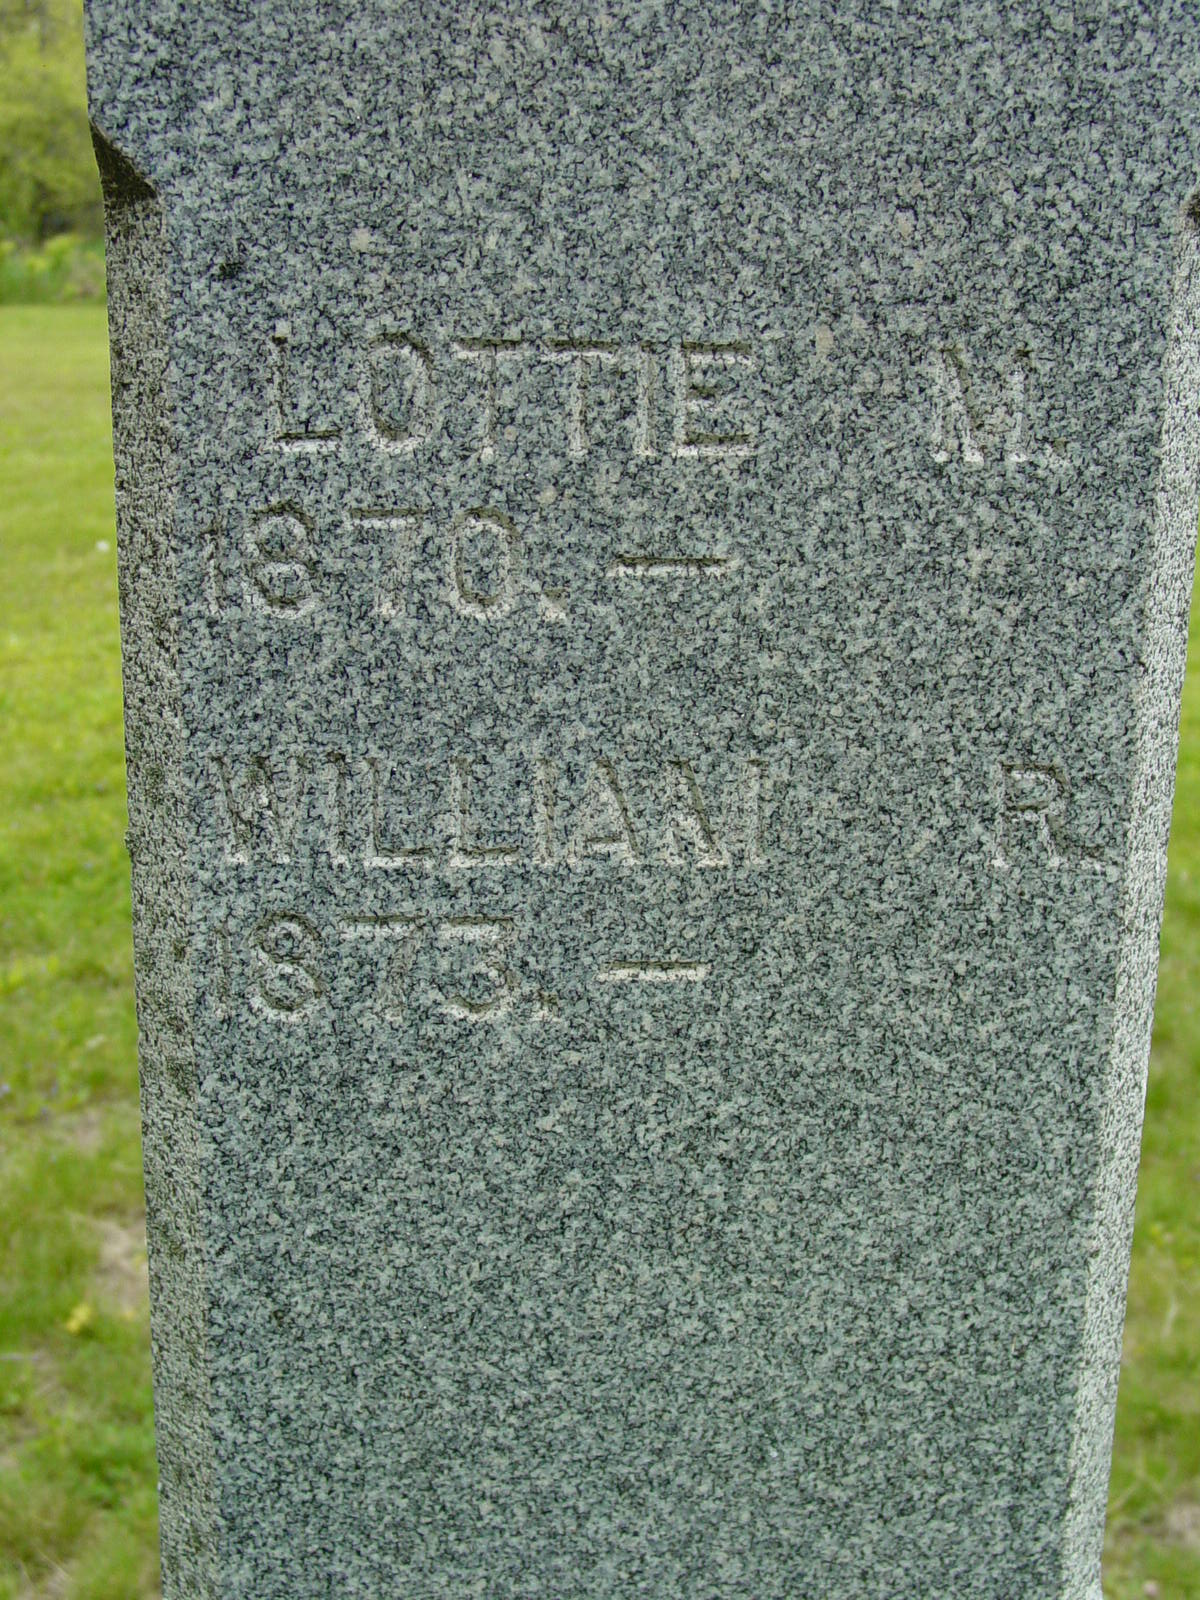 LOTTIE M.
1870. —
WILLIAM R.
1873. —